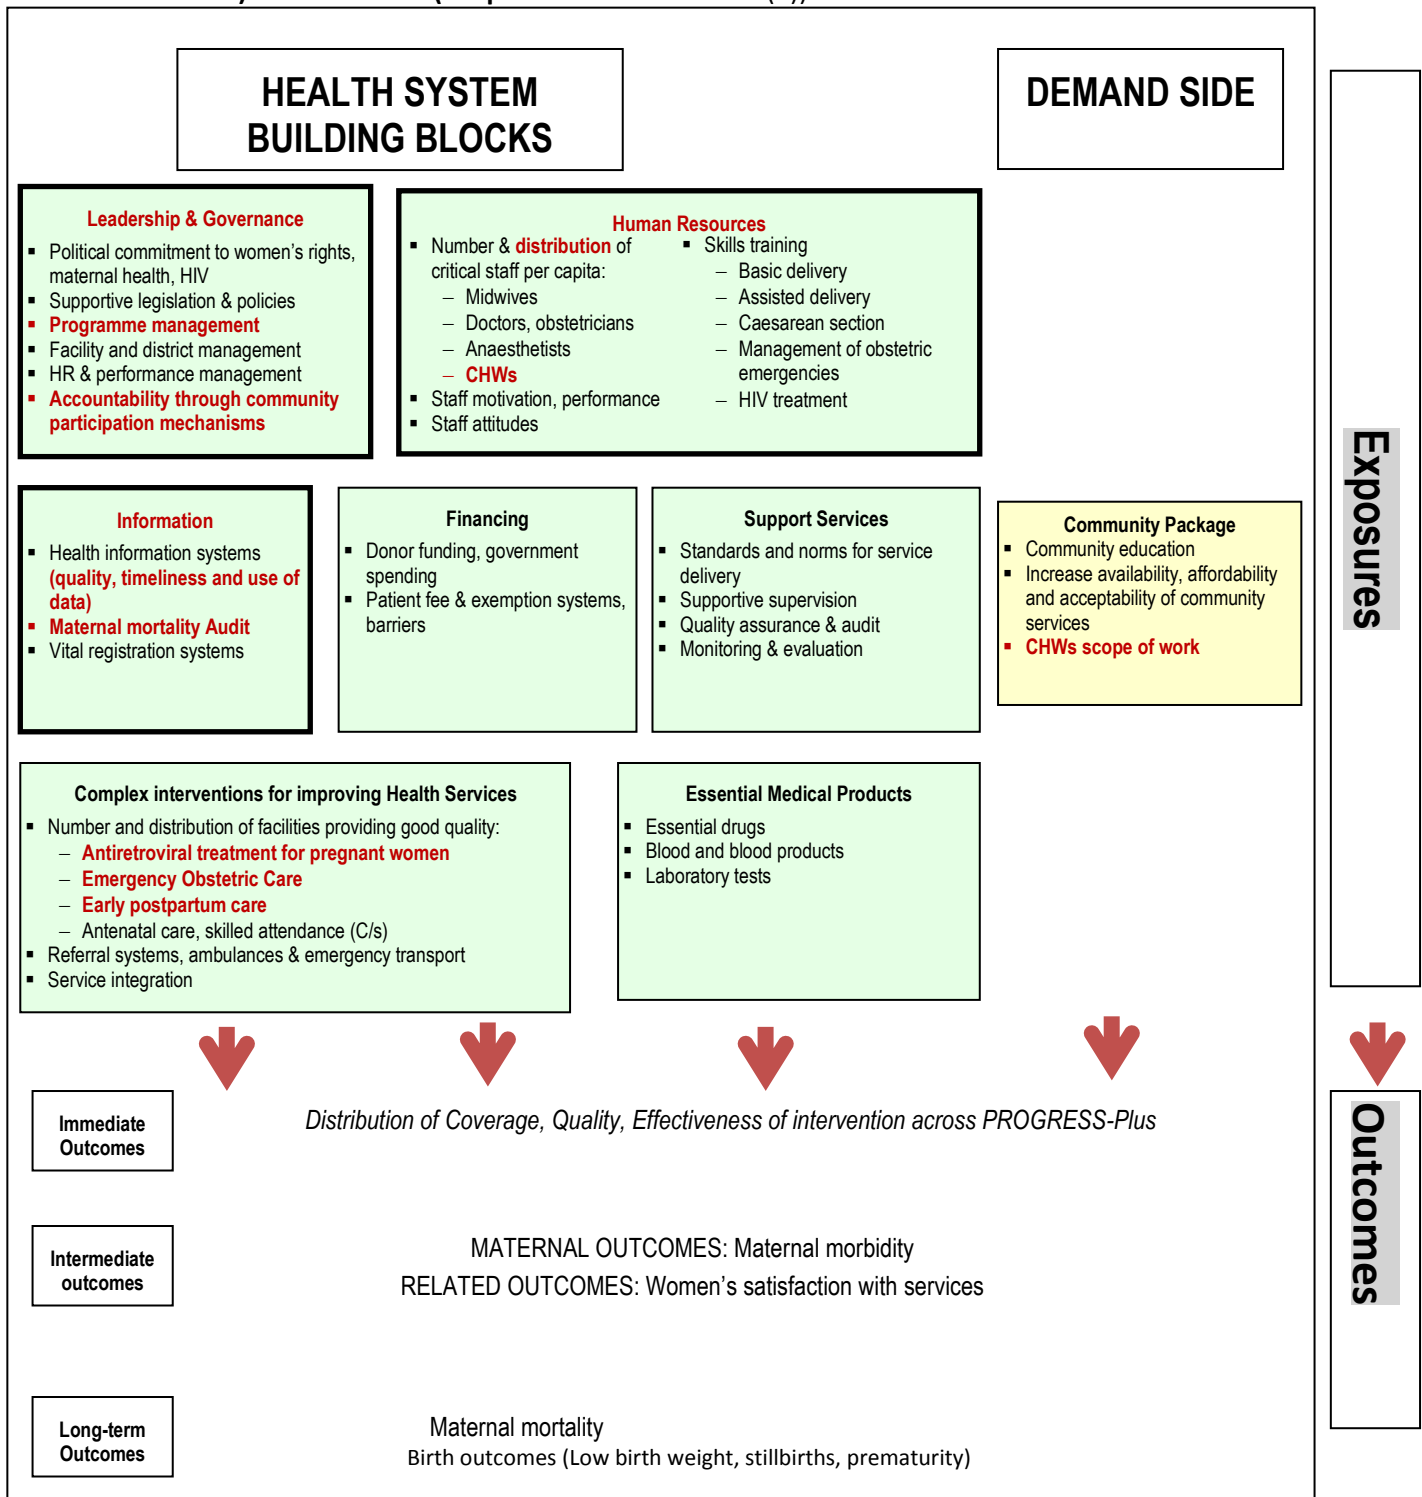 HEALTH SYSTEM
BUILDING BLOCKS
DEMAND SIDE
Leadership & Governance
▪ Political commitment to women's rights,
maternal health, HIV
▪ Supportive legislation & policies
▪ Programme management
▪ Facility and district management
▪ HR & performance management
▪ Accountability through community
participation mechanisms
Human Resources
▪ Number & distribution of
critical staff per capita:
– Midwives
– Doctors, obstetricians
– Anaesthetists
– CHWs
▪ Staff motivation, performance
▪ Staff attitudes
▪ Skills training
– Basic delivery
– Assisted delivery
– Caesarean section
– Management of obstetric
emergencies
– HIV treatment
Information
▪ Health information systems
(quality, timeliness and use of
data)
▪ Maternal mortality Audit
▪ Vital registration systems
Financing
▪ Donor funding, government
spending
▪ Patient fee & exemption systems,
barriers
Support Services
▪ Standards and norms for service
delivery
▪ Supportive supervision
▪ Quality assurance & audit
▪ Monitoring & evaluation
Community Package
▪ Community education
▪ Increase availability, affordability
and acceptability of community
services
▪ CHWs scope of work
Complex interventions for improving Health Services
▪ Number and distribution of facilities providing good quality:
– Antiretroviral treatment for pregnant women
– Emergency Obstetric Care
– Early postpartum care
– Antenatal care, skilled attendance (C/s)
▪ Referral systems, ambulances & emergency transport
▪ Service integration
Essential Medical Products
▪ Essential drugs
▪ Blood and blood products
▪ Laboratory tests
Exposures
Immediate
Outcomes
Distribution of Coverage, Quality, Effectiveness of intervention across PROGRESS-Plus
Intermediate
outcomes
MATERNAL OUTCOMES: Maternal morbidity
RELATED OUTCOMES: Women's satisfaction with services
Long-term
Outcomes
Maternal mortality
Birth outcomes (Low birth weight, stillbirths, prematurity)
Outcomes